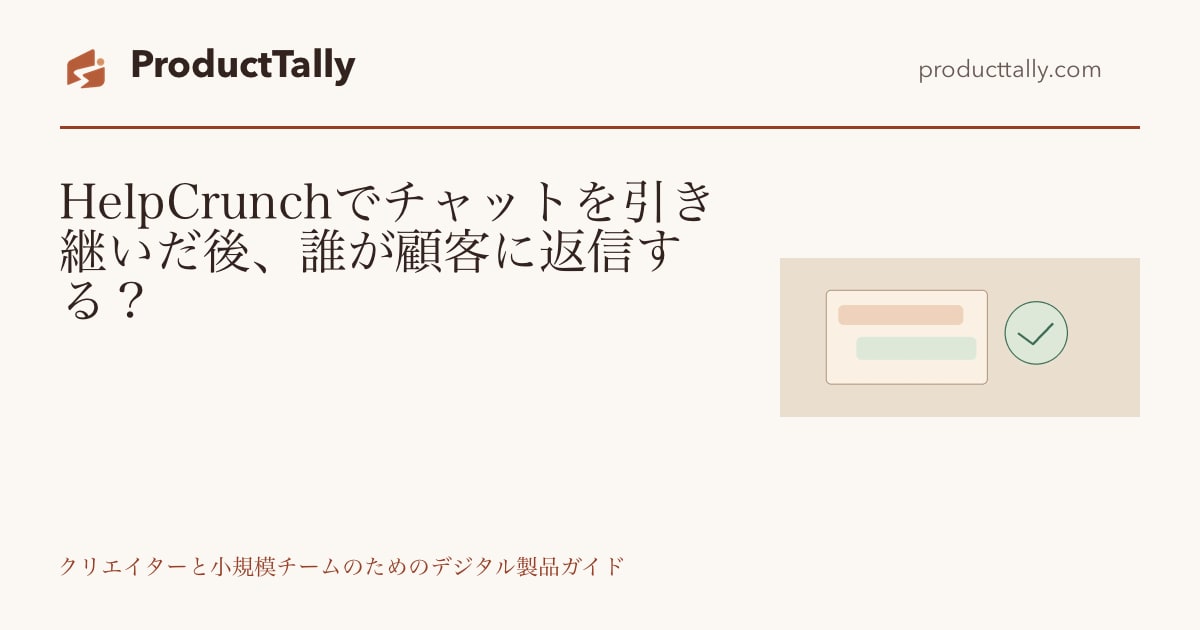 ProductTally
producttally.com
HelpCrunchでチャットを引き
継いだ後、誰が顧客に返信す
る？
クリエイターと小規模チームのためのデジタル製品ガイド